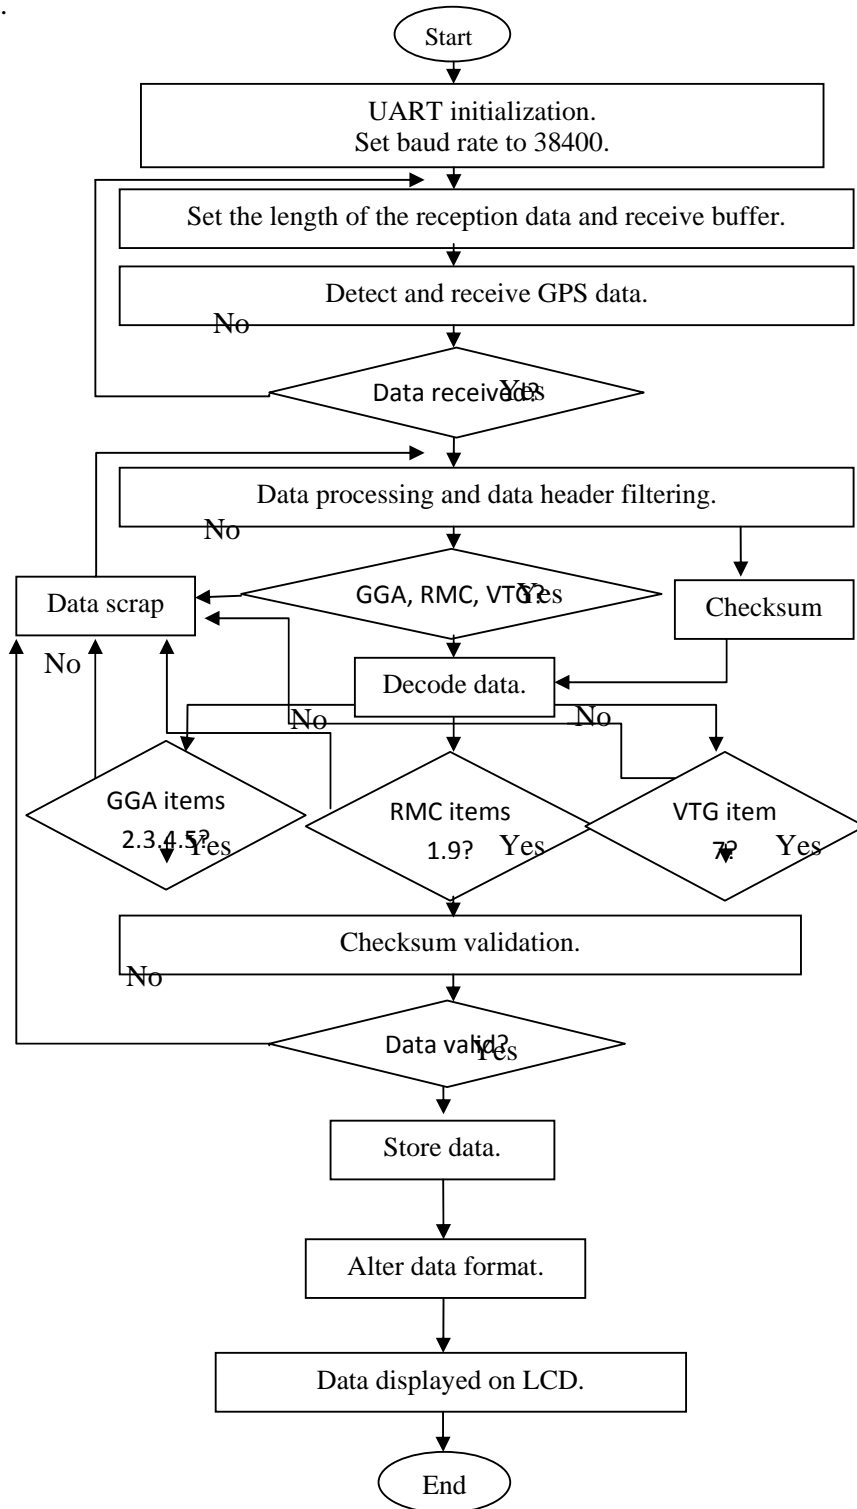 .
Start
UART initialization.
Set baud rate to 38400.
Set the length of the reception data and receive buffer.
Detect and receive GPS data.
No
Data received?
Yes
Data processing and data header filtering.
No
GGA, RMC, VTG?
Yes
Data scrap
Checksum
No
Decode data.
No
No
GGA items
2.3.4.5?
Yes
RMC items
1.9?
Yes
VTG item
7?
Yes
Checksum validation.
No
Data valid?
Yes
Store data.
Alter data format.
Data displayed on LCD.
End